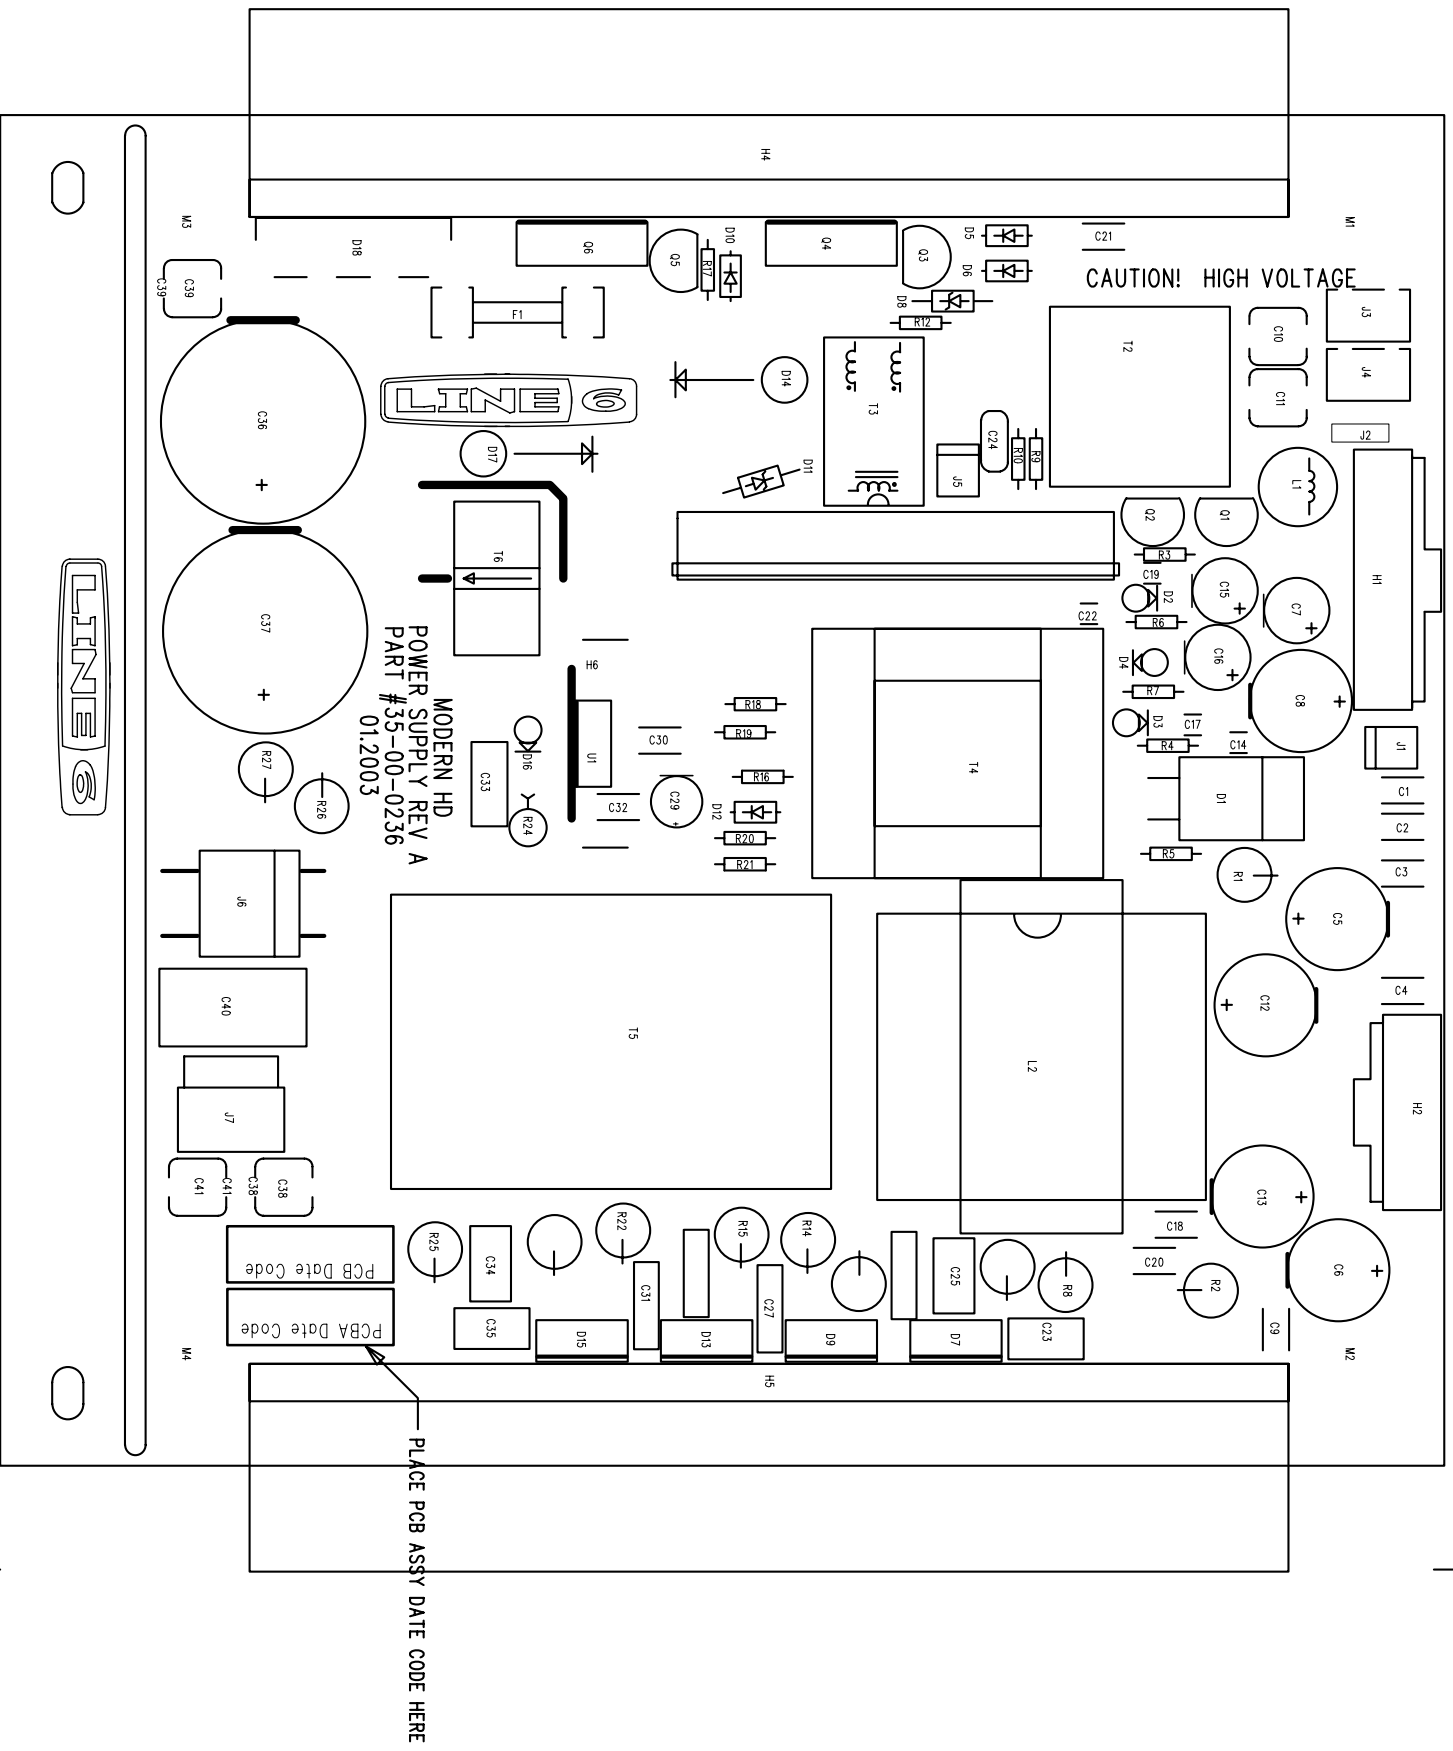 H4
M3
D18
Q6
Q5
R17
D10
Q4
Q3
D5
D6
C21
M1
CAUTION! HIGH VOLTAGE
C39
C39
F1
D8
R12
T2
C10
J3
C11
J4
J2
C36
LINE 6
D17
D14
T3
D11
C24
R10
R9
J5
L1
Q2
Q1
H1
T6
R3
C19
D2
C15
C7
R6
C22
C37
LINE 6
H6
D4
C16
R7
C8
D3
C17
R4
C14
J1
MODERN HD
POWER SUPPLY REV A
PART #35-00-0236
01.2003
R18
R19
C30
U1
D16
C33
R16
C32
C29
D12
R24
R20
R21
T4
D1
R5
R1
C1
C2
C3
R27
R26
J6
C5
C4
C12
C40
T5
L2
J7
H2
C41
C41
C38
C38
C13
C18
C20
R2
C6
C9
PCB Date Code
PCBA Date Code
R25
C34
C35
R22
C31
R15
R14
C27
C25
R8
C23
D15
D13
D9
D7
M4
M2
H5
PLACE PCB ASSY DATE CODE HERE